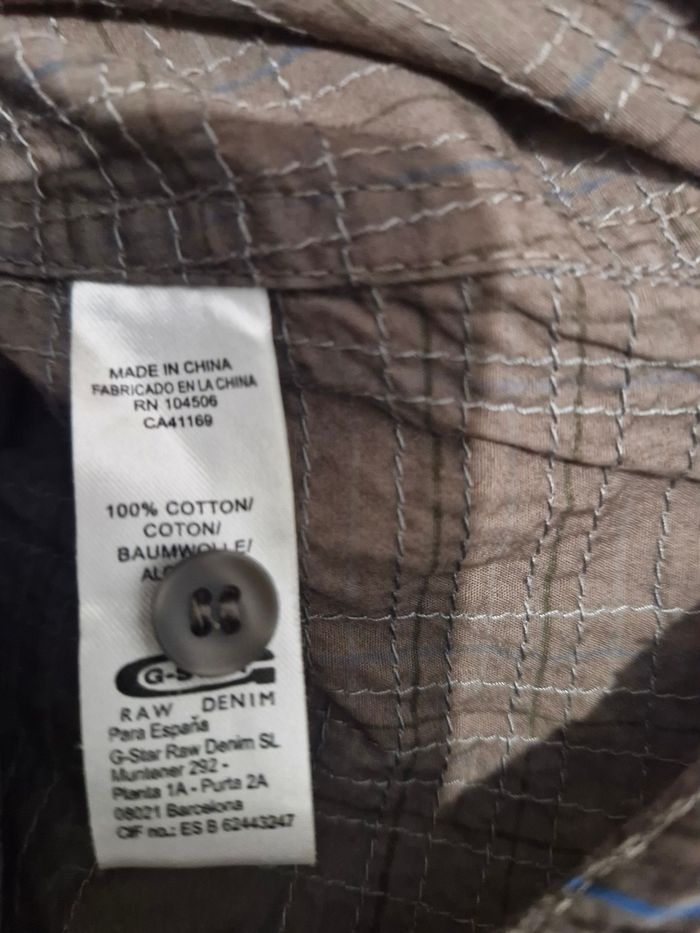 MADE IN CHINA
FABRICADO EN LA CHINA
RN 104506
CA41169
100% COTTON/
COTON/
BAUMWOLLE/
RAW DENIM
Para España
G-Star Raw Denim SL
Muntaner 292 -
Planta 1A - Purta 2A
08021 Barcelona
CIF no.: ES B 62443247